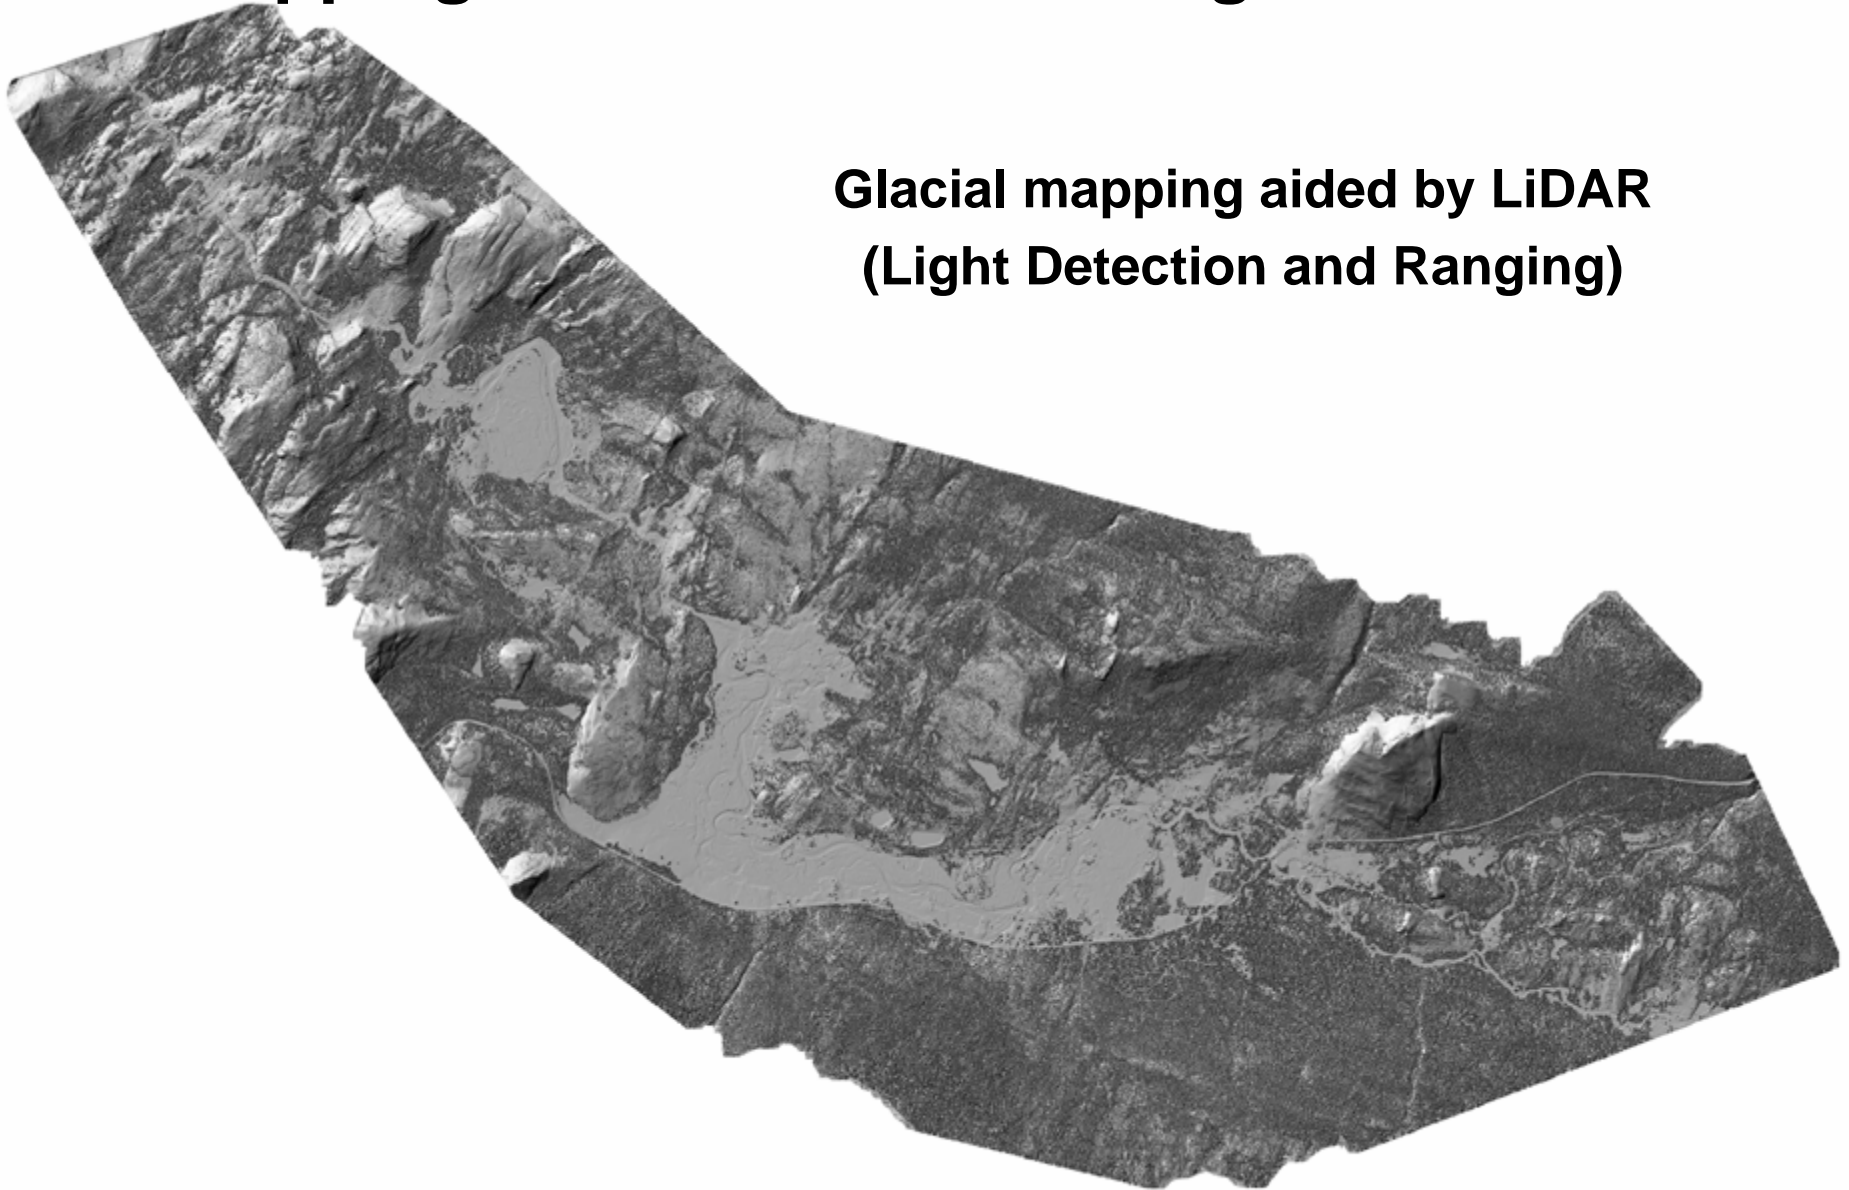 Glacial mapping aided by LiDAR
(Light Detection and Ranging)